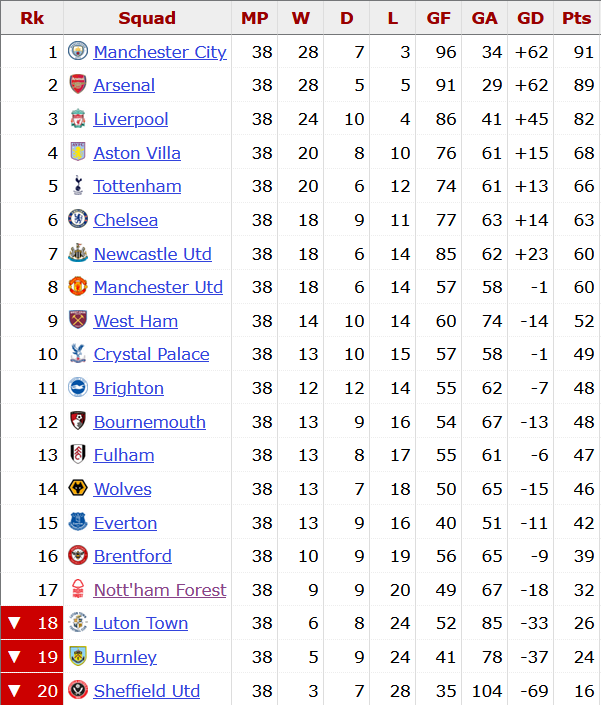 Rk Squad MP W D L GF GA GD Pts
1 Manchester City 38 28 7 3 96 34 +62 91
2 Arsenal 38 28 5 5 91 29 +62 89
3 Liverpool 38 24 10 4 86 41 +45 82
4 Aston Villa 38 20 8 10 76 61 +15 68
5 Tottenham 38 20 6 12 74 61 +13 66
6 Chelsea 38 18 9 11 77 63 +14 63
7 Newcastle Utd 38 18 6 14 85 62 +23 60
8 Manchester Utd 38 18 6 14 57 58 -1 60
9 West Ham 38 14 10 14 60 74 -14 52
10 Crystal Palace 38 13 10 15 57 58 -1 49
11 Brighton 38 12 12 14 55 62 -7 48
12 Bournemouth 38 13 9 16 54 67 -13 48
13 Fulham 38 13 8 17 55 61 -6 47
14 Wolves 38 13 7 18 50 65 -15 46
15 Everton 38 13 9 16 40 51 -11 42
16 Brentford 38 10 9 19 56 65 -9 39
17 Nott'ham Forest 38 9 9 20 49 67 -18 32
▼ 18 Luton Town 38 6 8 24 52 85 -33 26
▼ 19 Burnley 38 5 9 24 41 78 -37 24
▼ 20 Sheffield Utd 38 3 7 28 35 104 -69 16